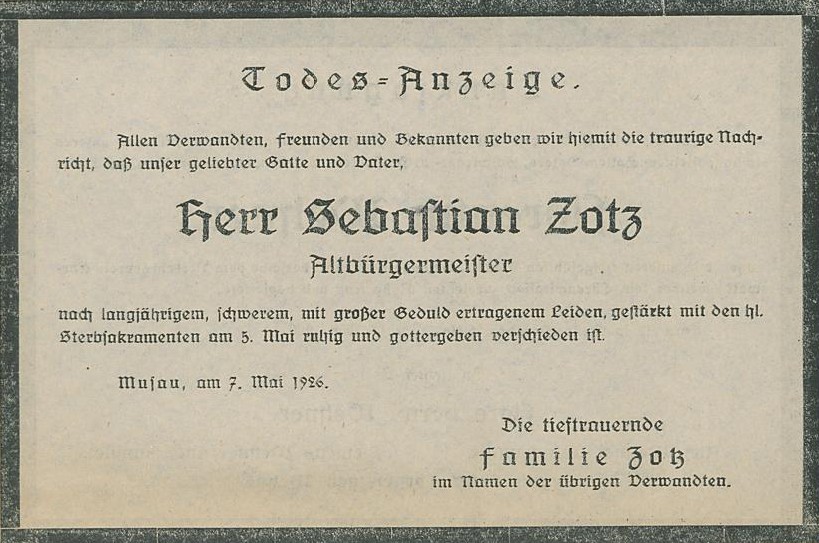 Todes-Anzeige.
Allen Verwandten, Freunden und Bekannten geben wir hiemit die traurige Nach-
richt, daß unser geliebter Gatte und Vater,
Herr Sebastian Zotz
Altbürgermeister
nach langjährigem, schwerem, mit großer Geduld ertragenem Leiden, gestärkt mit den hl.
Sterbsakramenten am 5. Mai ruhig und gottergeben verschieden ist.
Musau, am 7. Mai 1926.
Die tieftrauernde
Familie Zotz
im Namen der übrigen Verwandten.